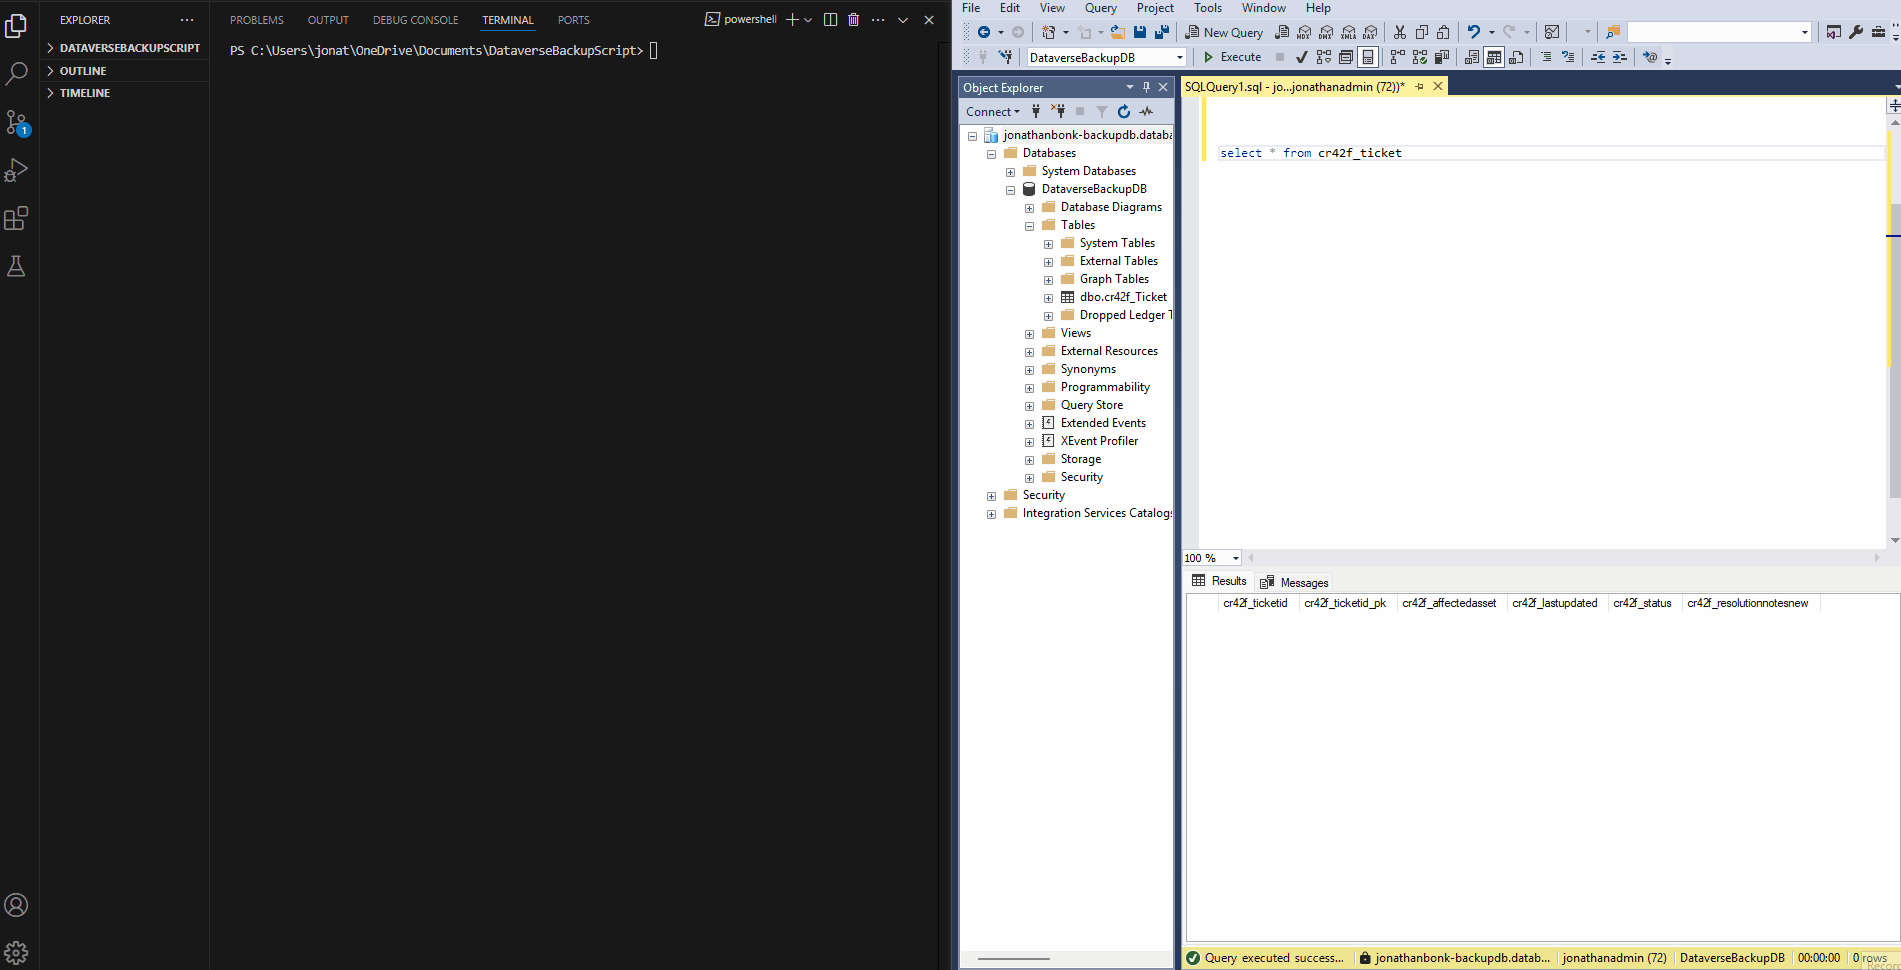 EXPLORER
DATAVERSEBACKUPSCRIPT
OUTLINE
TIMELINE
1
PROBLEMS OUTPUT DEBUG CONSOLE TERMINAL PORTS
powershell
PS C:\Users\jonat\OneDrive\Documents\DataverseBackupScript>
File Edit View Query Project Tools Window Help
New Query
DataverseBackupDB
Execute
Object Explorer
Connect
jonathanbonk-backupdb.databa
Databases
System Databases
DataverseBackupDB
Database Diagrams
Tables
System Tables
External Tables
Graph Tables
dbo.cr42f_Ticket
Dropped Ledger T
Views
External Resources
Synonyms
Programmability
Query Store
Extended Events
XEvent Profiler
Storage
Security
Security
Integration Services Catalogs
SQLQuery1.sql - jo...jonathanadmin (72))*
select * from cr42f_ticket
100 %
Results Messages
cr42f_ticketid cr42f_ticketid_pk cr42f_affectedasset cr42f_lastupdated cr42f_status cr42f_resolutionnotesnew
Query executed success... jonathanbonk-backupdb.datab... jonathanadmin (72) DataverseBackupDB 00:00:00 0 rows